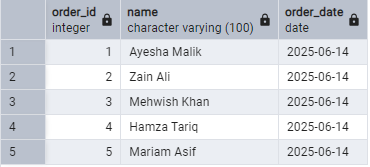 order_id name order_date
integer character varying (100) date
1 1 Ayesha Malik 2025-06-14
2 2 Zain Ali 2025-06-14
3 3 Mehwish Khan 2025-06-14
4 4 Hamza Tariq 2025-06-14
5 5 Mariam Asif 2025-06-14